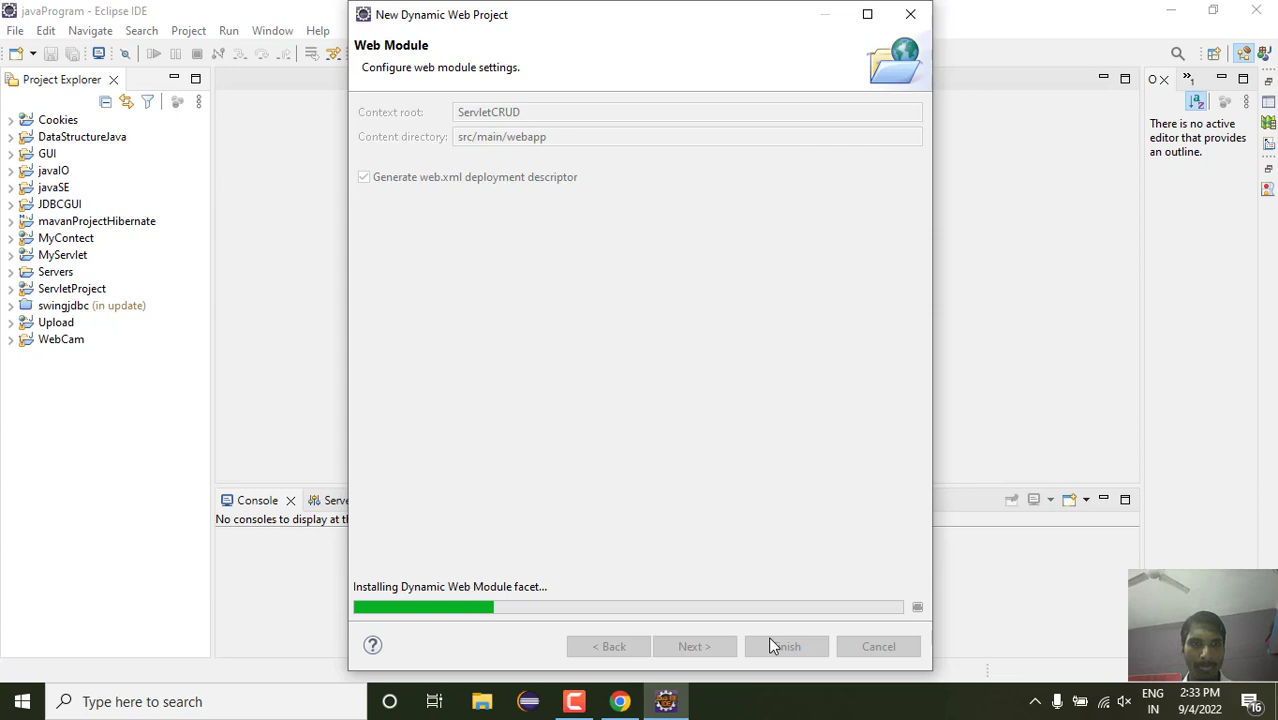 javaProgram - Eclipse IDE
File Edit Navigate Search Project Run Window Help
Project Explorer
Cookies
DataStructureJava
GUI
javaIO
javaSE
JDBCGUI
mavanProjectHibernate
MyContect
MyServlet
Servers
ServletProject
swingjdbc (in update)
Upload
WebCam
New Dynamic Web Project
Web Module
Configure web module settings.
Context root: ServletCRUD
Content directory: src/main/webapp
Generate web.xml deployment descriptor
Installing Dynamic Web Module facet...
< Back Next > Cancel
Console
No consoles to display at
O
1
There is no active
editor that provides
an outline.
Type here to search
ENG
IN
2:33 PM
9/4/2022
16